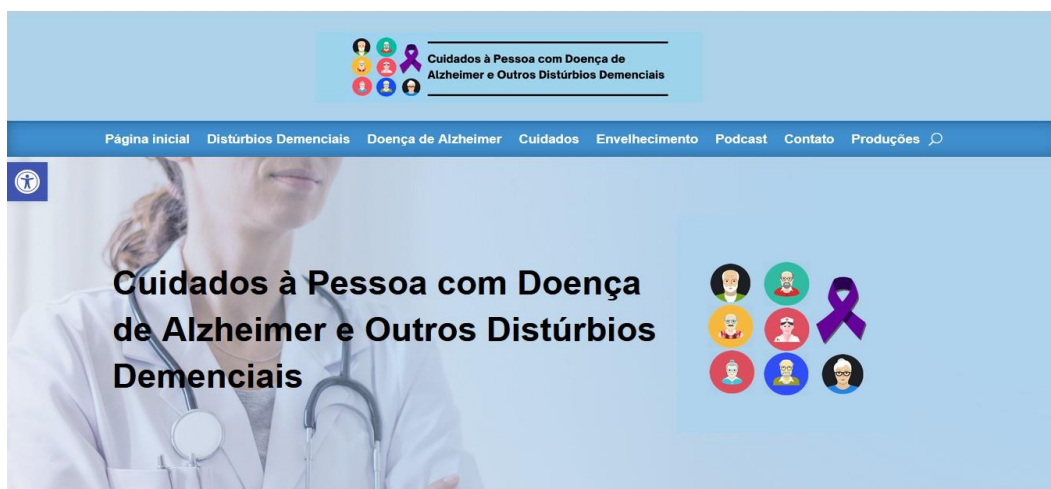 Cuidados à Pessoa com Doença de
Alzheimer e Outros Distúrbios Demenciais
Página inicial Distúrbios Demenciais Doença de Alzheimer Cuidados Envelhecimento Podcast Contato Produções
Cuidados à Pessoa com Doença
de Alzheimer e Outros Distúrbios
Demenciais